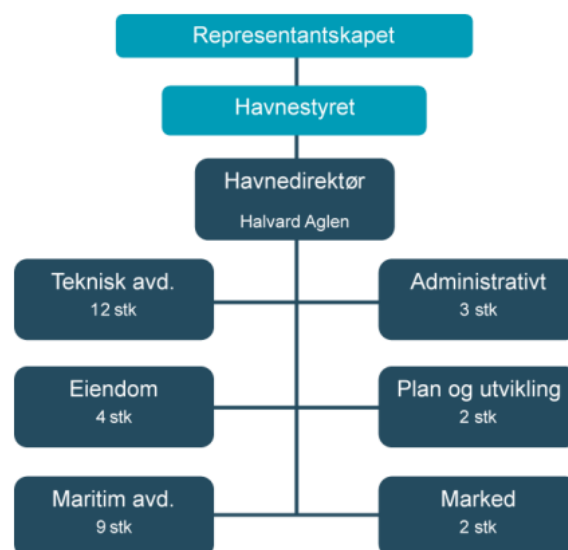 Representantskapet
Havnestyret
Havnedirektør
Halvard Aglen
Teknisk avd.
12 stk
Administrativt
3 stk
Eiendom
4 stk
Plan og utvikling
2 stk
Maritim avd.
9 stk
Marked
2 stk